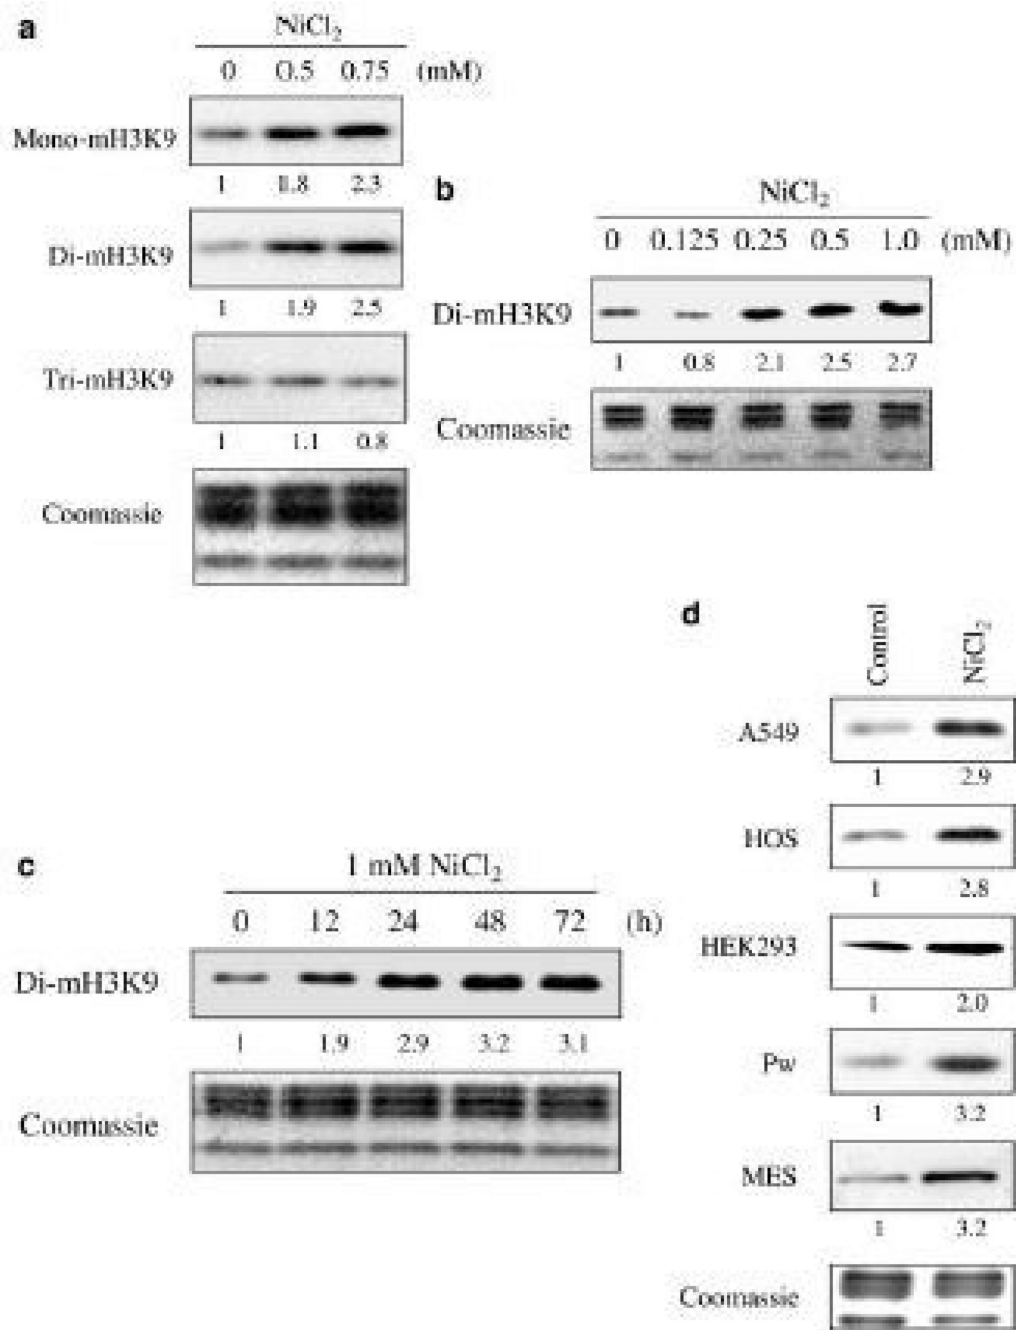 a
NiCl2
0 0.5 0.75 (mM)
Mono-mH3K9
1 1.8 2.3
Di-mH3K9
1 1.9 2.5
Tri-mH3K9
1 1.1 0.8
Coomassie
b
NiCl2
0 0.125 0.25 0.5 1.0 (mM)
Di-mH3K9
1 0.8 2.1 2.5 2.7
Coomassie
c
1 mM NiCl2
0 12 24 48 72 (h)
Di-mH3K9
1 1.9 2.9 3.2 3.1
Coomassie
d
Control NiCl2
A549
1 2.9
HOS
1 2.8
HEK293
1 2.0
Pw
1 3.2
MES
1 3.2
Coomassie